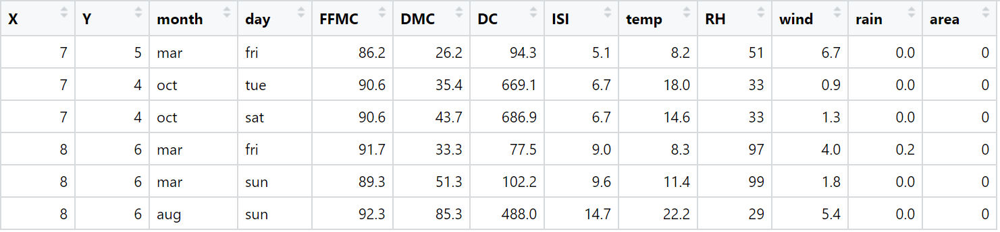 X Y month day FFMC DMC DC ISI temp RH wind rain area
7 5 mar fri 86.2 26.2 94.3 5.1 8.2 51 6.7 0.0 0
7 4 oct tue 90.6 35.4 669.1 6.7 18.0 33 0.9 0.0 0
7 4 oct sat 90.6 43.7 686.9 6.7 14.6 33 1.3 0.0 0
8 6 mar fri 91.7 33.3 77.5 9.0 8.3 97 4.0 0.2 0
8 6 mar sun 89.3 51.3 102.2 9.6 11.4 99 1.8 0.0 0
8 6 aug sun 92.3 85.3 488.0 14.7 22.2 29 5.4 0.0 0